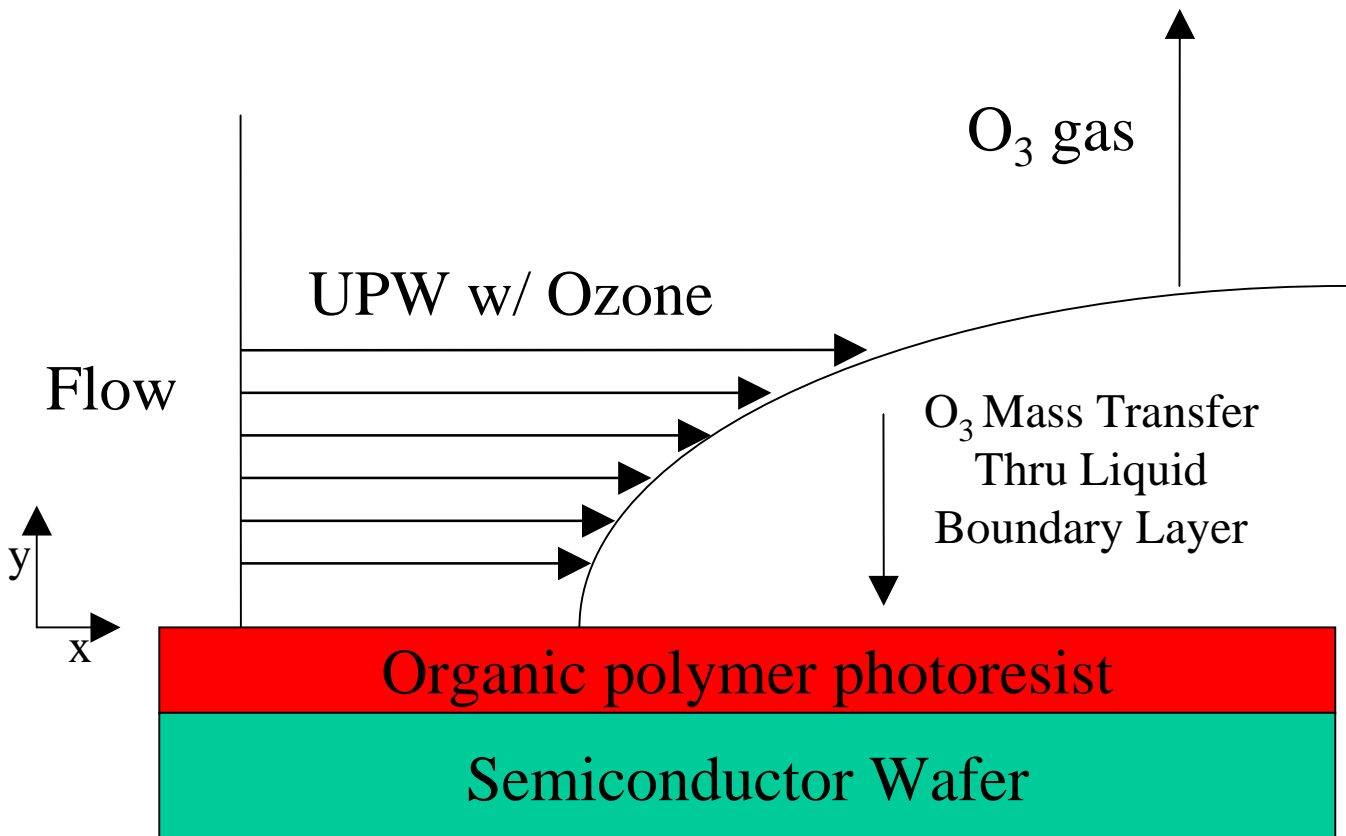 O₃ gas
UPW w/ Ozone
Flow
O₃ Mass Transfer
Thru Liquid
Boundary Layer
y
x
Organic polymer photoresist
Semiconductor Wafer